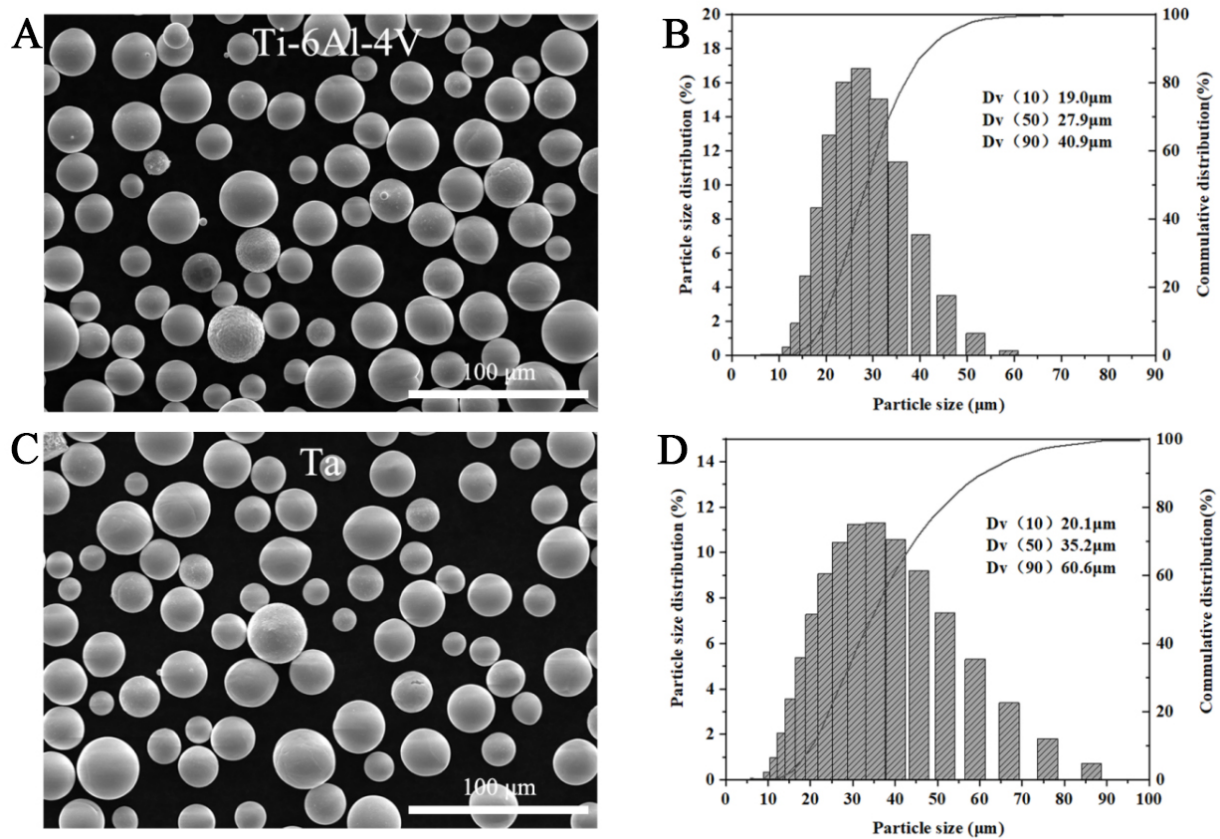 A
Ti-6Al-4V
100 μm
B
20
18
16
14
12
10
8
6
4
2
0
Particle size distribution (%)
0 10 20 30 40 50 60 70 80 90
Particle size (μm)
100
80
60
40
20
0
Commulative distribution(%)
Dv（10）19.0μm
Dv（50）27.9μm
Dv（90）40.9μm
C
Ta
100 μm
D
14
12
10
8
6
4
2
0
Particle size distribution (%)
0 10 20 30 40 50 60 70 80 90 100
Particle size (μm)
100
80
60
40
20
0
Commulative distribution(%)
Dv（10）20.1μm
Dv（50）35.2μm
Dv（90）60.6μm